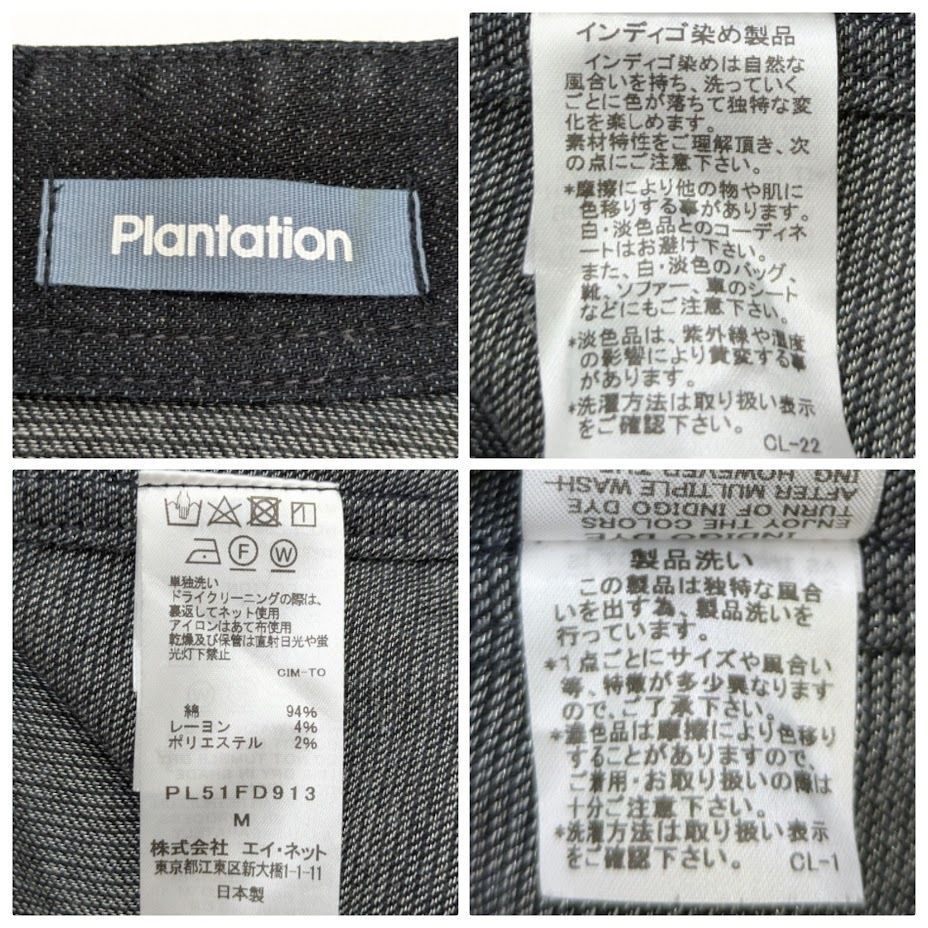 Plantation
インディゴ染め製品
インディゴ染めは自然な
風合いを持ち、洗っていく
ごとに色が落ちて独特な変
化を楽しめます。
素材特性をご理解頂き、次
の点にご注意下さい。
*摩擦により他の物や肌に
色移りする事があります。
白・淡色品とのコーディネ
ートはお避け下さい。
また、白・淡色のバッグ、
靴、ソファー、車のシート
などにもご注意下さい。
*淡色品は、紫外線や温度
の影響により黄変する事
があります。
*洗濯方法は取り扱い表示
をご確認下さい。
CL-22
F W
単独洗い
ドライクリーニングの際は、
裏返してネット使用
アイロンはあて布使用
乾燥及び保管は直射日光や蛍
光灯下禁止
CIM-TO
綿 94%
レーヨン 4%
ポリエステル 2%
PL51FD913
M
株式会社 エイ・ネット
東京都江東区新大橋1-1-11
日本製
INDIGO DYE
ENJOY THE COLORS
TURN OF INDIGO DYE
AFTER MULTIPLE WASH-
ING HOWEVER THE
製品洗い
この製品は独特な風合
いを出す為、製品洗いを
行っています。
*1点ごとにサイズや風合い
等、特徴が多少異なります
ので、ご了承下さい。
*濃色品は摩擦により色移り
することがありますので、
ご着用・お取り扱いの際は
十分ご注意下さい。
*洗濯方法は取り扱い表示
をご確認下さい。
CL-1